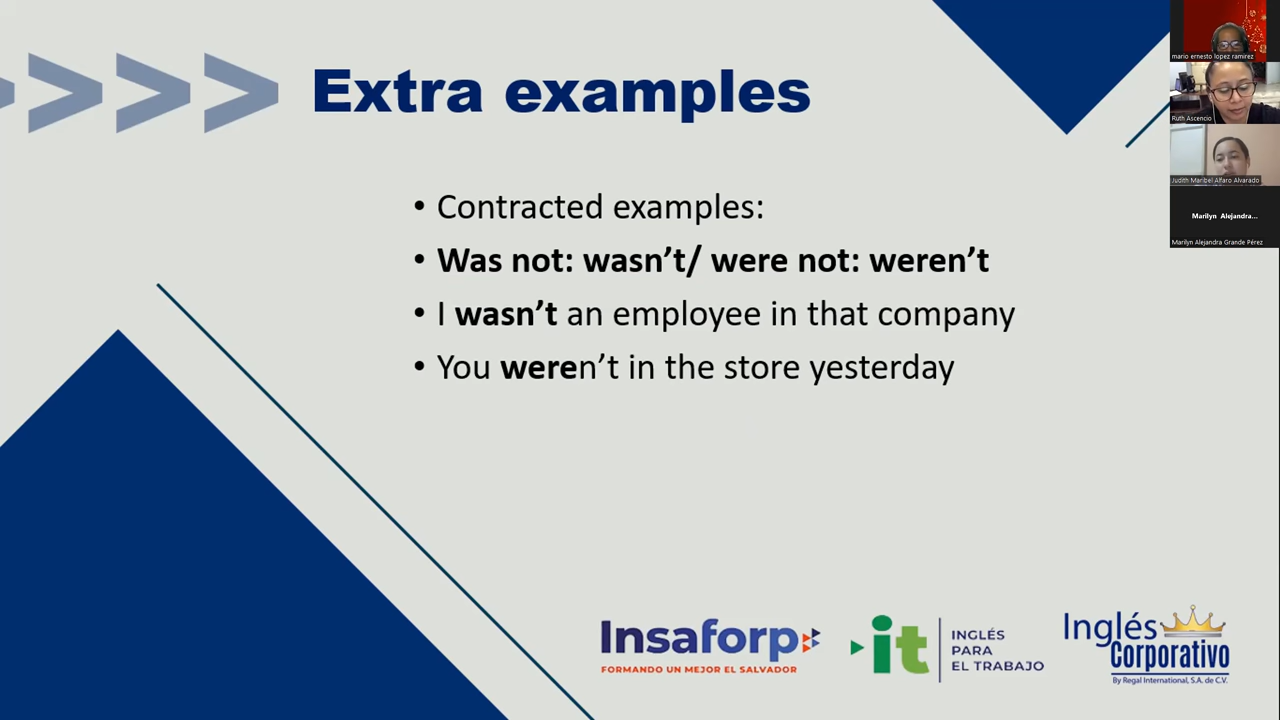 Extra examples
• Contracted examples:
• Was not: wasn’t/ were not: weren’t
• I wasn’t an employee in that company
• You weren’t in the store yesterday
Insaforp
FORMANDO UN MEJOR EL SALVADOR
it
INGLÉS
PARA
EL TRABAJO
Inglés
Corporativo
By Regal International, S.A. de C.V.
mario ernesto lopez ramirez
Ruth Ascencio
Judith Maribel Alfaro Alvarado
Marilyn Alejandra...
Marilyn Alejandra Grande Pérez